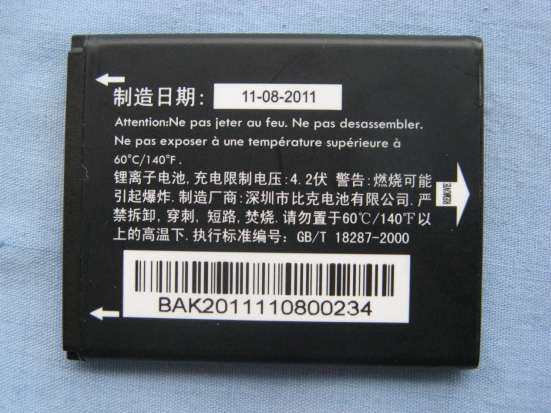 制造日期: 11-08-2011
Attention:Ne pas jeter au feu. Ne pas desassembler.
Ne pas exposer à une température supérieure à
60°C/140°F.
锂离子电池, 充电限制电压:4.2伏 警告:燃烧可能
引起爆炸. 制造厂商:深圳市比克电池有限公司. 严
禁拆卸, 穿刺, 短路, 焚烧. 请勿置于60℃/140℉以
上的高温下. 执行标准编号: GB/T 18287-2000
BAK2011110800234